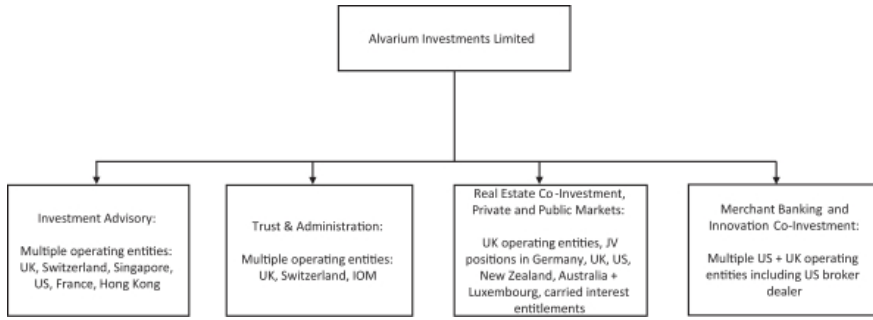 Alvarium Investments Limited
Investment Advisory:
Multiple operating entities:
UK, Switzerland, Singapore,
US, France, Hong Kong
Trust & Administration:
Multiple operating entities:
UK, Switzerland, IOM
Real Estate Co-Investment,
Private and Public Markets:
UK operating entities, JV
positions in Germany, UK, US,
New Zealand, Australia +
Luxembourg, carried interest
entitlements
Merchant Banking and
Innovation Co-Investment:
Multiple US + UK operating
entities including US broker
dealer